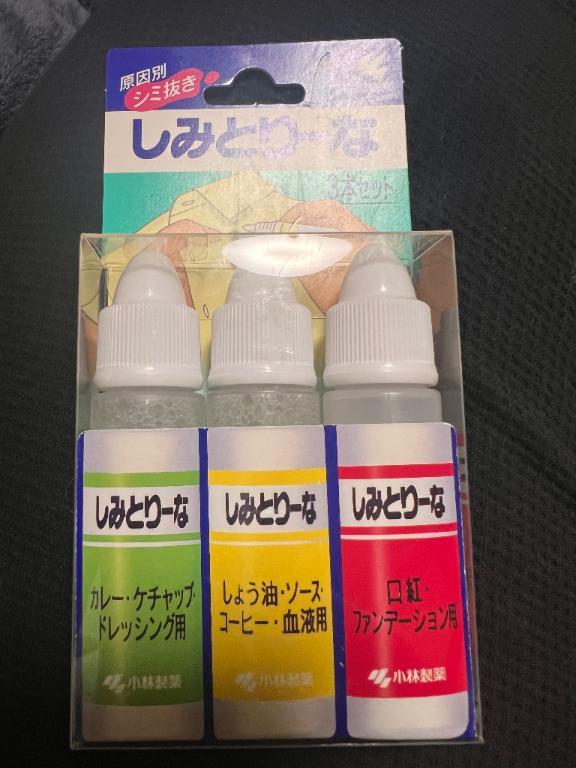 原因別
シミ抜き
しみとりーな
3本セット
しみとりーな
カレー・ケチャップ・
ドレッシング用
小林製薬
しみとりーな
しょう油・ソース・
コーヒー・血液用
小林製薬
しみとりーな
口紅・
ファンデーション用
小林製薬